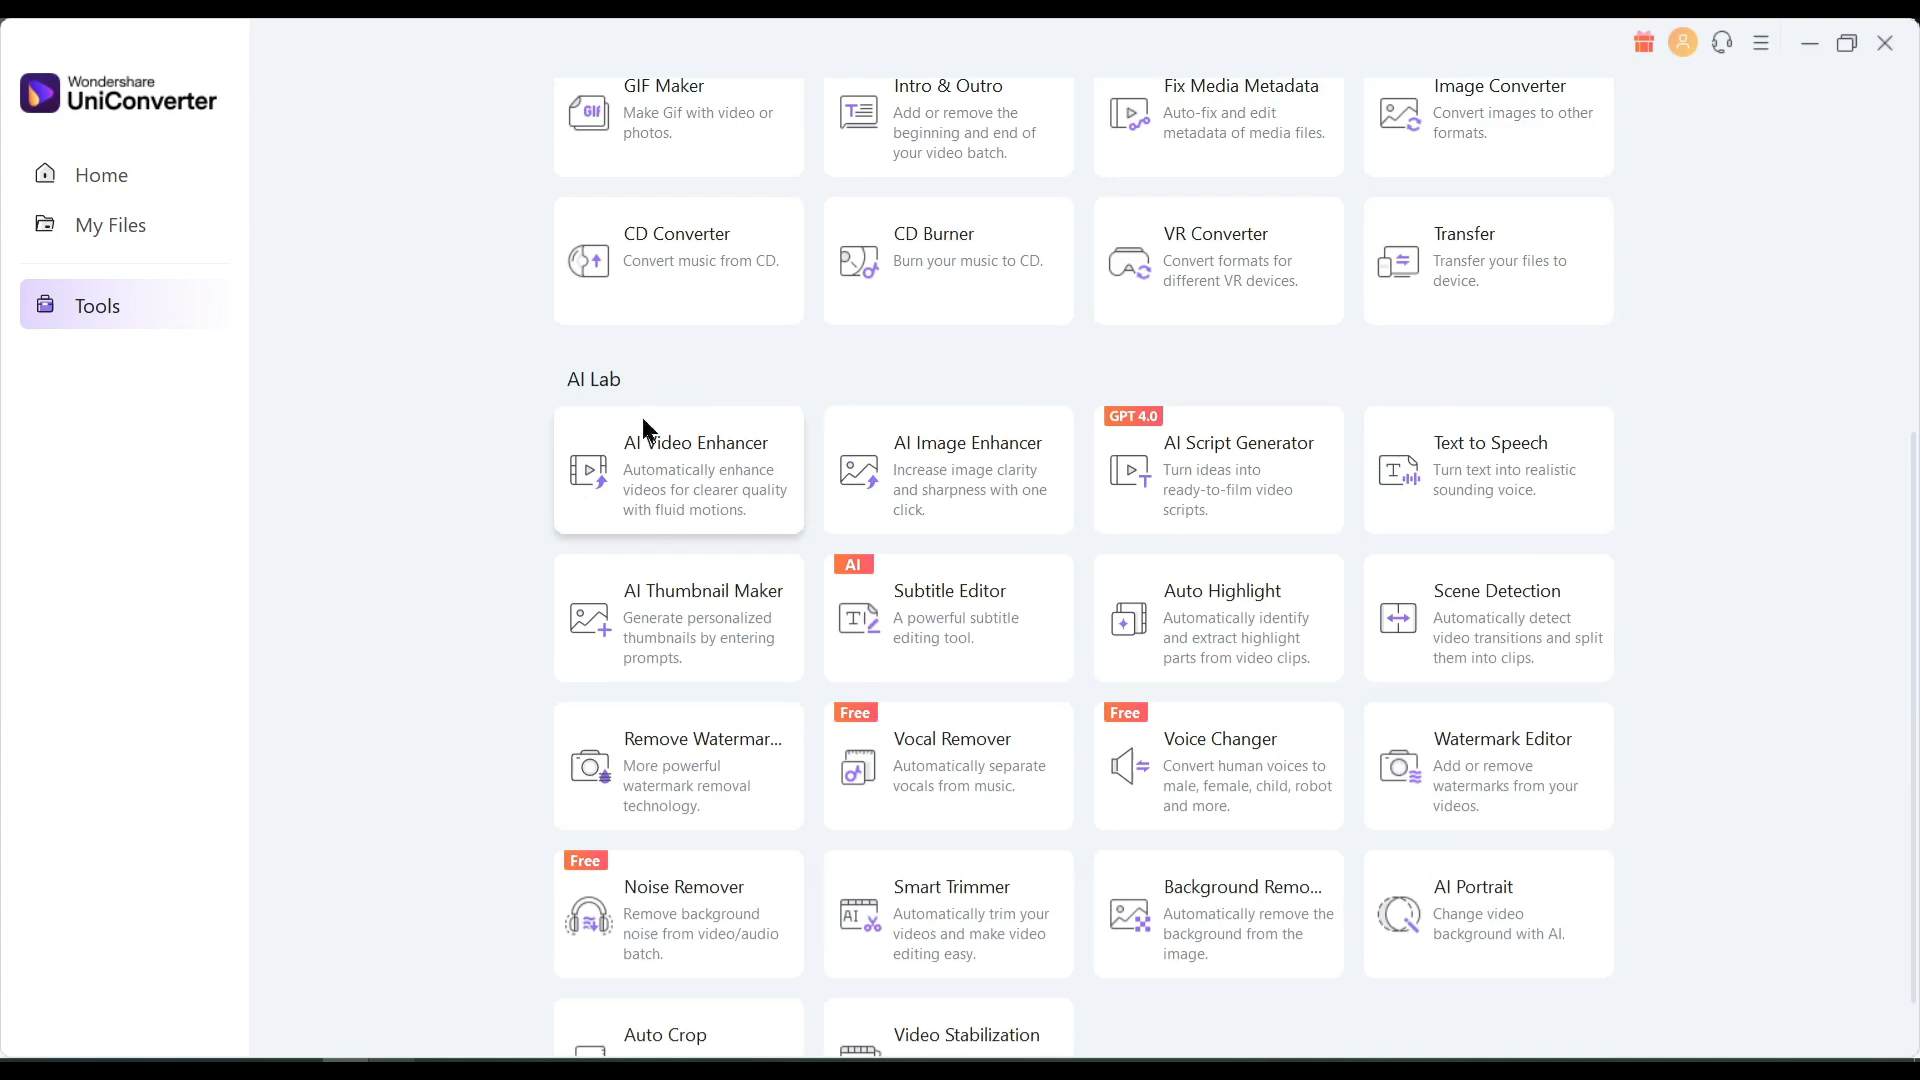 Wondershare
UniConverter
Home
My Files
Tools
GIF Maker
Make Gif with video or
photos.
GIF
Intro & Outro
Add or remove the
beginning and end of
your video batch.
Fix Media Metadata
Auto-fix and edit
metadata of media files.
Image Converter
Convert images to other
formats.
CD Converter
Convert music from CD.
CD Burner
Burn your music to CD.
VR Converter
Convert formats for
different VR devices.
Transfer
Transfer your files to
device.
AI Lab
AI Video Enhancer
Automatically enhance
videos for clearer quality
with fluid motions.
AI Image Enhancer
Increase image clarity
and sharpness with one
click.
GPT 4.0
AI Script Generator
Turn ideas into
ready-to-film video
scripts.
Text to Speech
Turn text into realistic
sounding voice.
AI Thumbnail Maker
Generate personalized
thumbnails by entering
prompts.
AI
Subtitle Editor
A powerful subtitle
editing tool.
Auto Highlight
Automatically identify
and extract highlight
parts from video clips.
Scene Detection
Automatically detect
video transitions and split
them into clips.
Remove Watermar...
More powerful
watermark removal
technology.
Free
Vocal Remover
Automatically separate
vocals from music.
Free
Voice Changer
Convert human voices to
male, female, child, robot
and more.
Watermark Editor
Add or remove
watermarks from your
videos.
Free
Noise Remover
Remove background
noise from video/audio
batch.
AI
Smart Trimmer
Automatically trim your
videos and make video
editing easy.
Background Remo...
Automatically remove the
background from the
image.
AI Portrait
Change video
background with AI.
Auto Crop
Video Stabilization